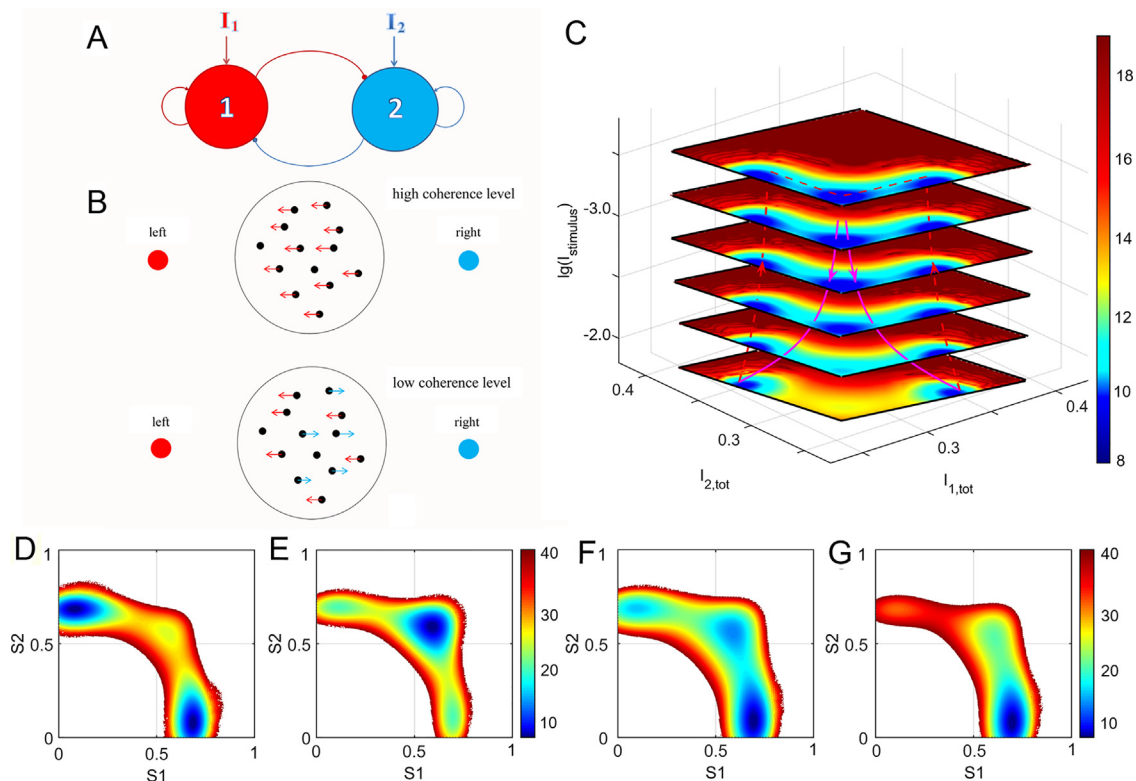 A
I1
I2
1
2
B
high coherence level
left
right
low coherence level
left
right
C
lg(Istimulus)
-3.0
-2.0
0.4
0.3
I2,tot
0.3
0.4
I1,tot
18
16
14
12
10
8
D
1
0.5
0
S2
0
0.5
1
S1
E
1
0.5
0
S2
0
0.5
1
S1
40
30
20
10
F
1
0.5
0
S2
0
0.5
1
S1
G
1
0.5
0
S2
0
0.5
1
S1
40
30
20
10